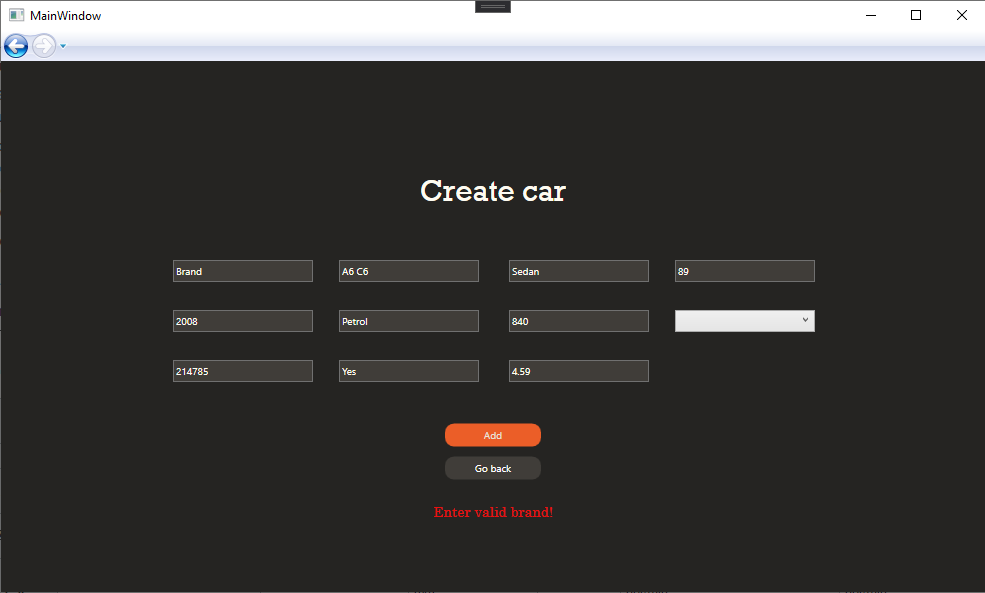 MainWindow
Create car
Brand
A6 C6
Sedan
89
2008
Petrol
840
214785
Yes
4.59
Add
Go back
Enter valid brand!